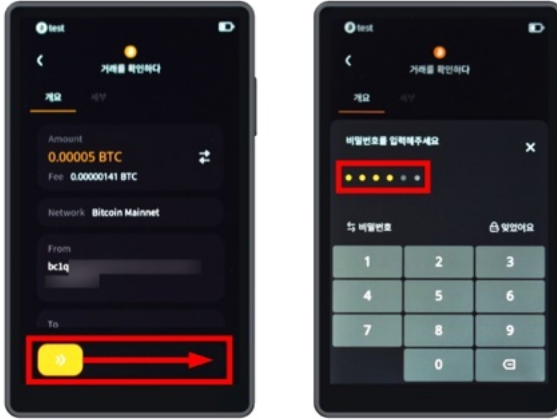 test
거래를 확인하다
개요
세부
Amount
0.00005 BTC
Fee 0.00000141 BTC
Network Bitcoin Mainnet
From
bc1q
To
test
거래를 확인하다
개요
비밀번호를 입력해주세요
비밀번호
잊었어요
1 2 3
4 5 6
7 8 9
0